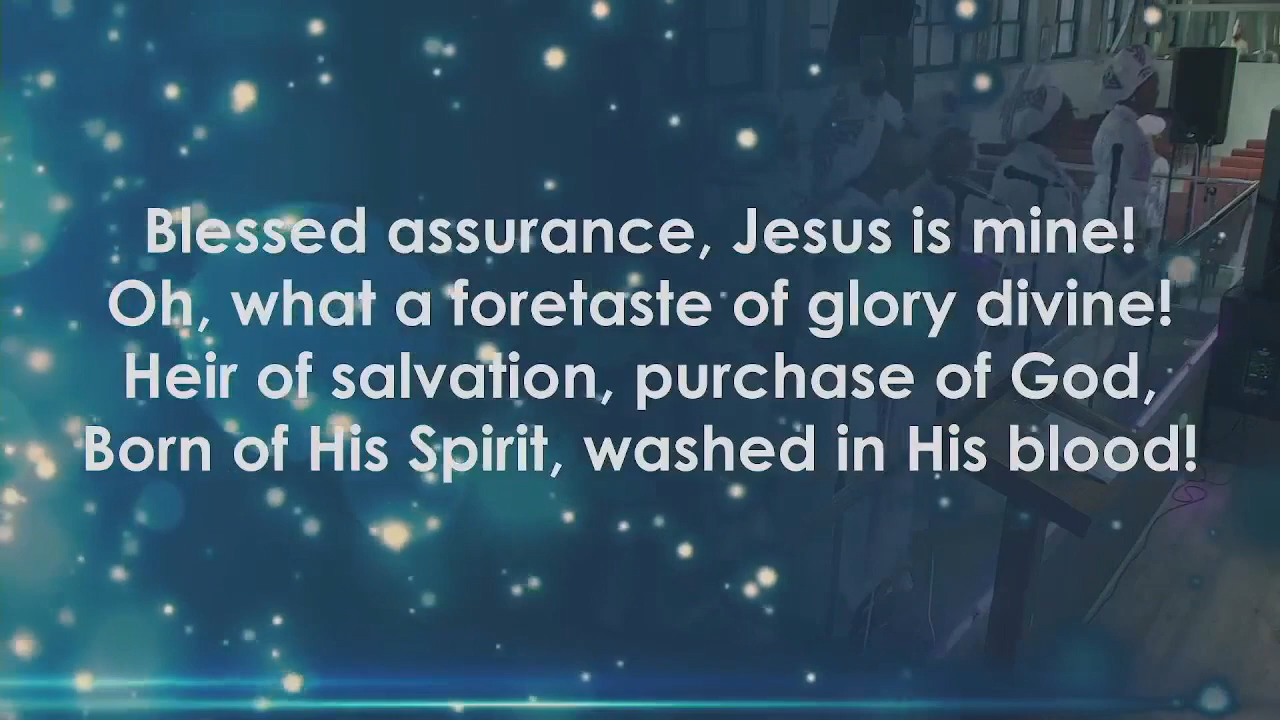 Blessed assurance, Jesus is mine!
Oh, what a foretaste of glory divine!
Heir of salvation, purchase of God,
Born of His Spirit, washed in His blood!